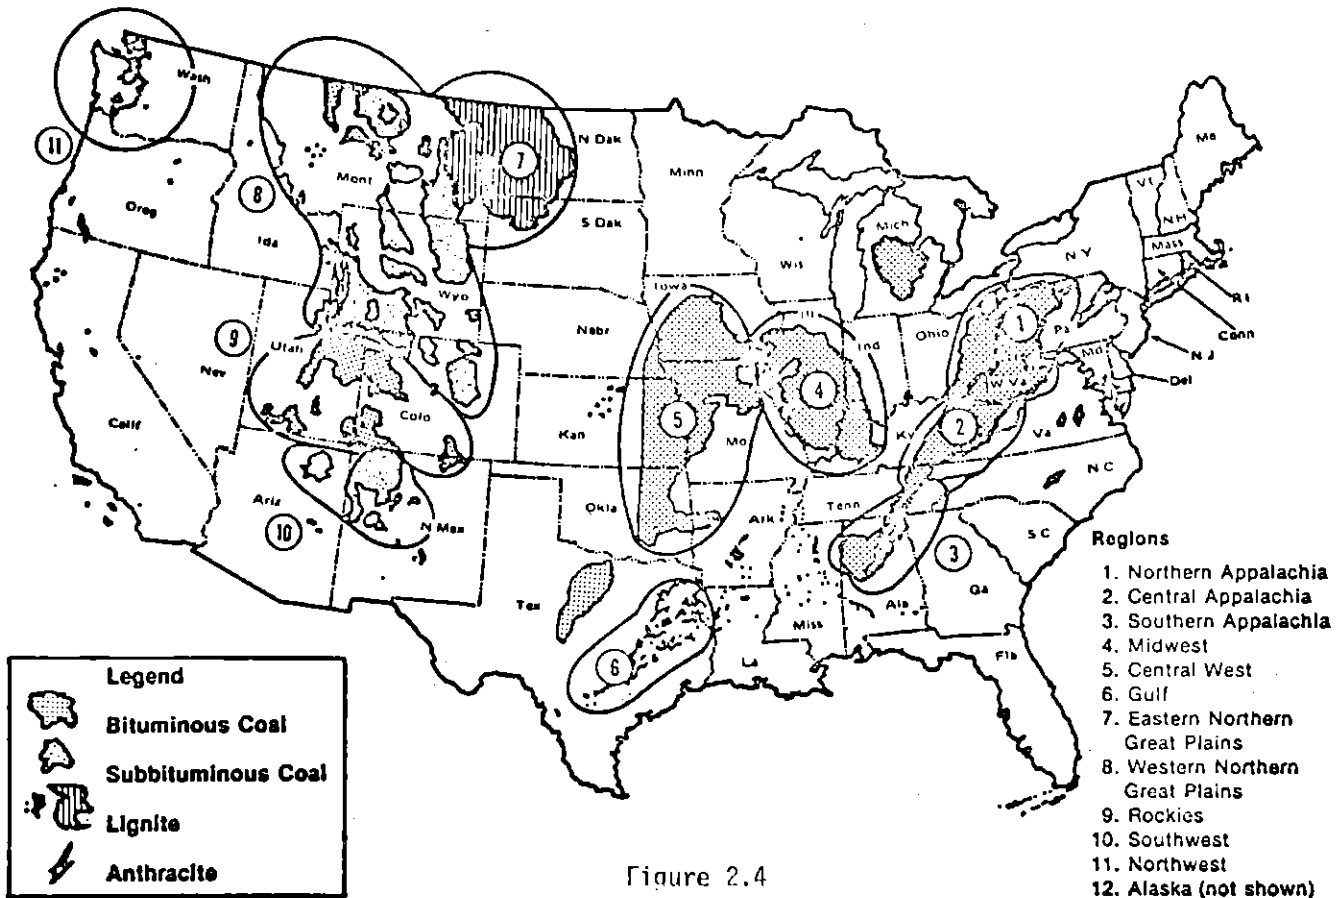 Wash
11
Oreg
Calif
8
Ida
Mont
7
N Dak
S Dak
Minn
Wis
Mich
Wyo
Nebr
Iowa
Ill
Ind
Ohio
9
Nev
Utah
Colo
Kan
5
Mo
4
Ky
1
Pa
W Va
2
Va
Md
N Y
Vt
N H
Me
Mass
R I
Conn
N J
Del
N C
S C
Ga
3
Tenn
Ala
Miss
Ark
Okla
La
Fla
Tex
6
N Mex
Ariz
10
Legend
Bituminous Coal
Subbituminous Coal
Lignite
Anthracite
Regions
1. Northern Appalachia
2. Central Appalachia
3. Southern Appalachia
4. Midwest
5. Central West
6. Gulf
7. Eastern Northern
Great Plains
8. Western Northern
Great Plains
9. Rockies
10. Southwest
11. Northwest
12. Alaska (not shown)
Figure 2.4